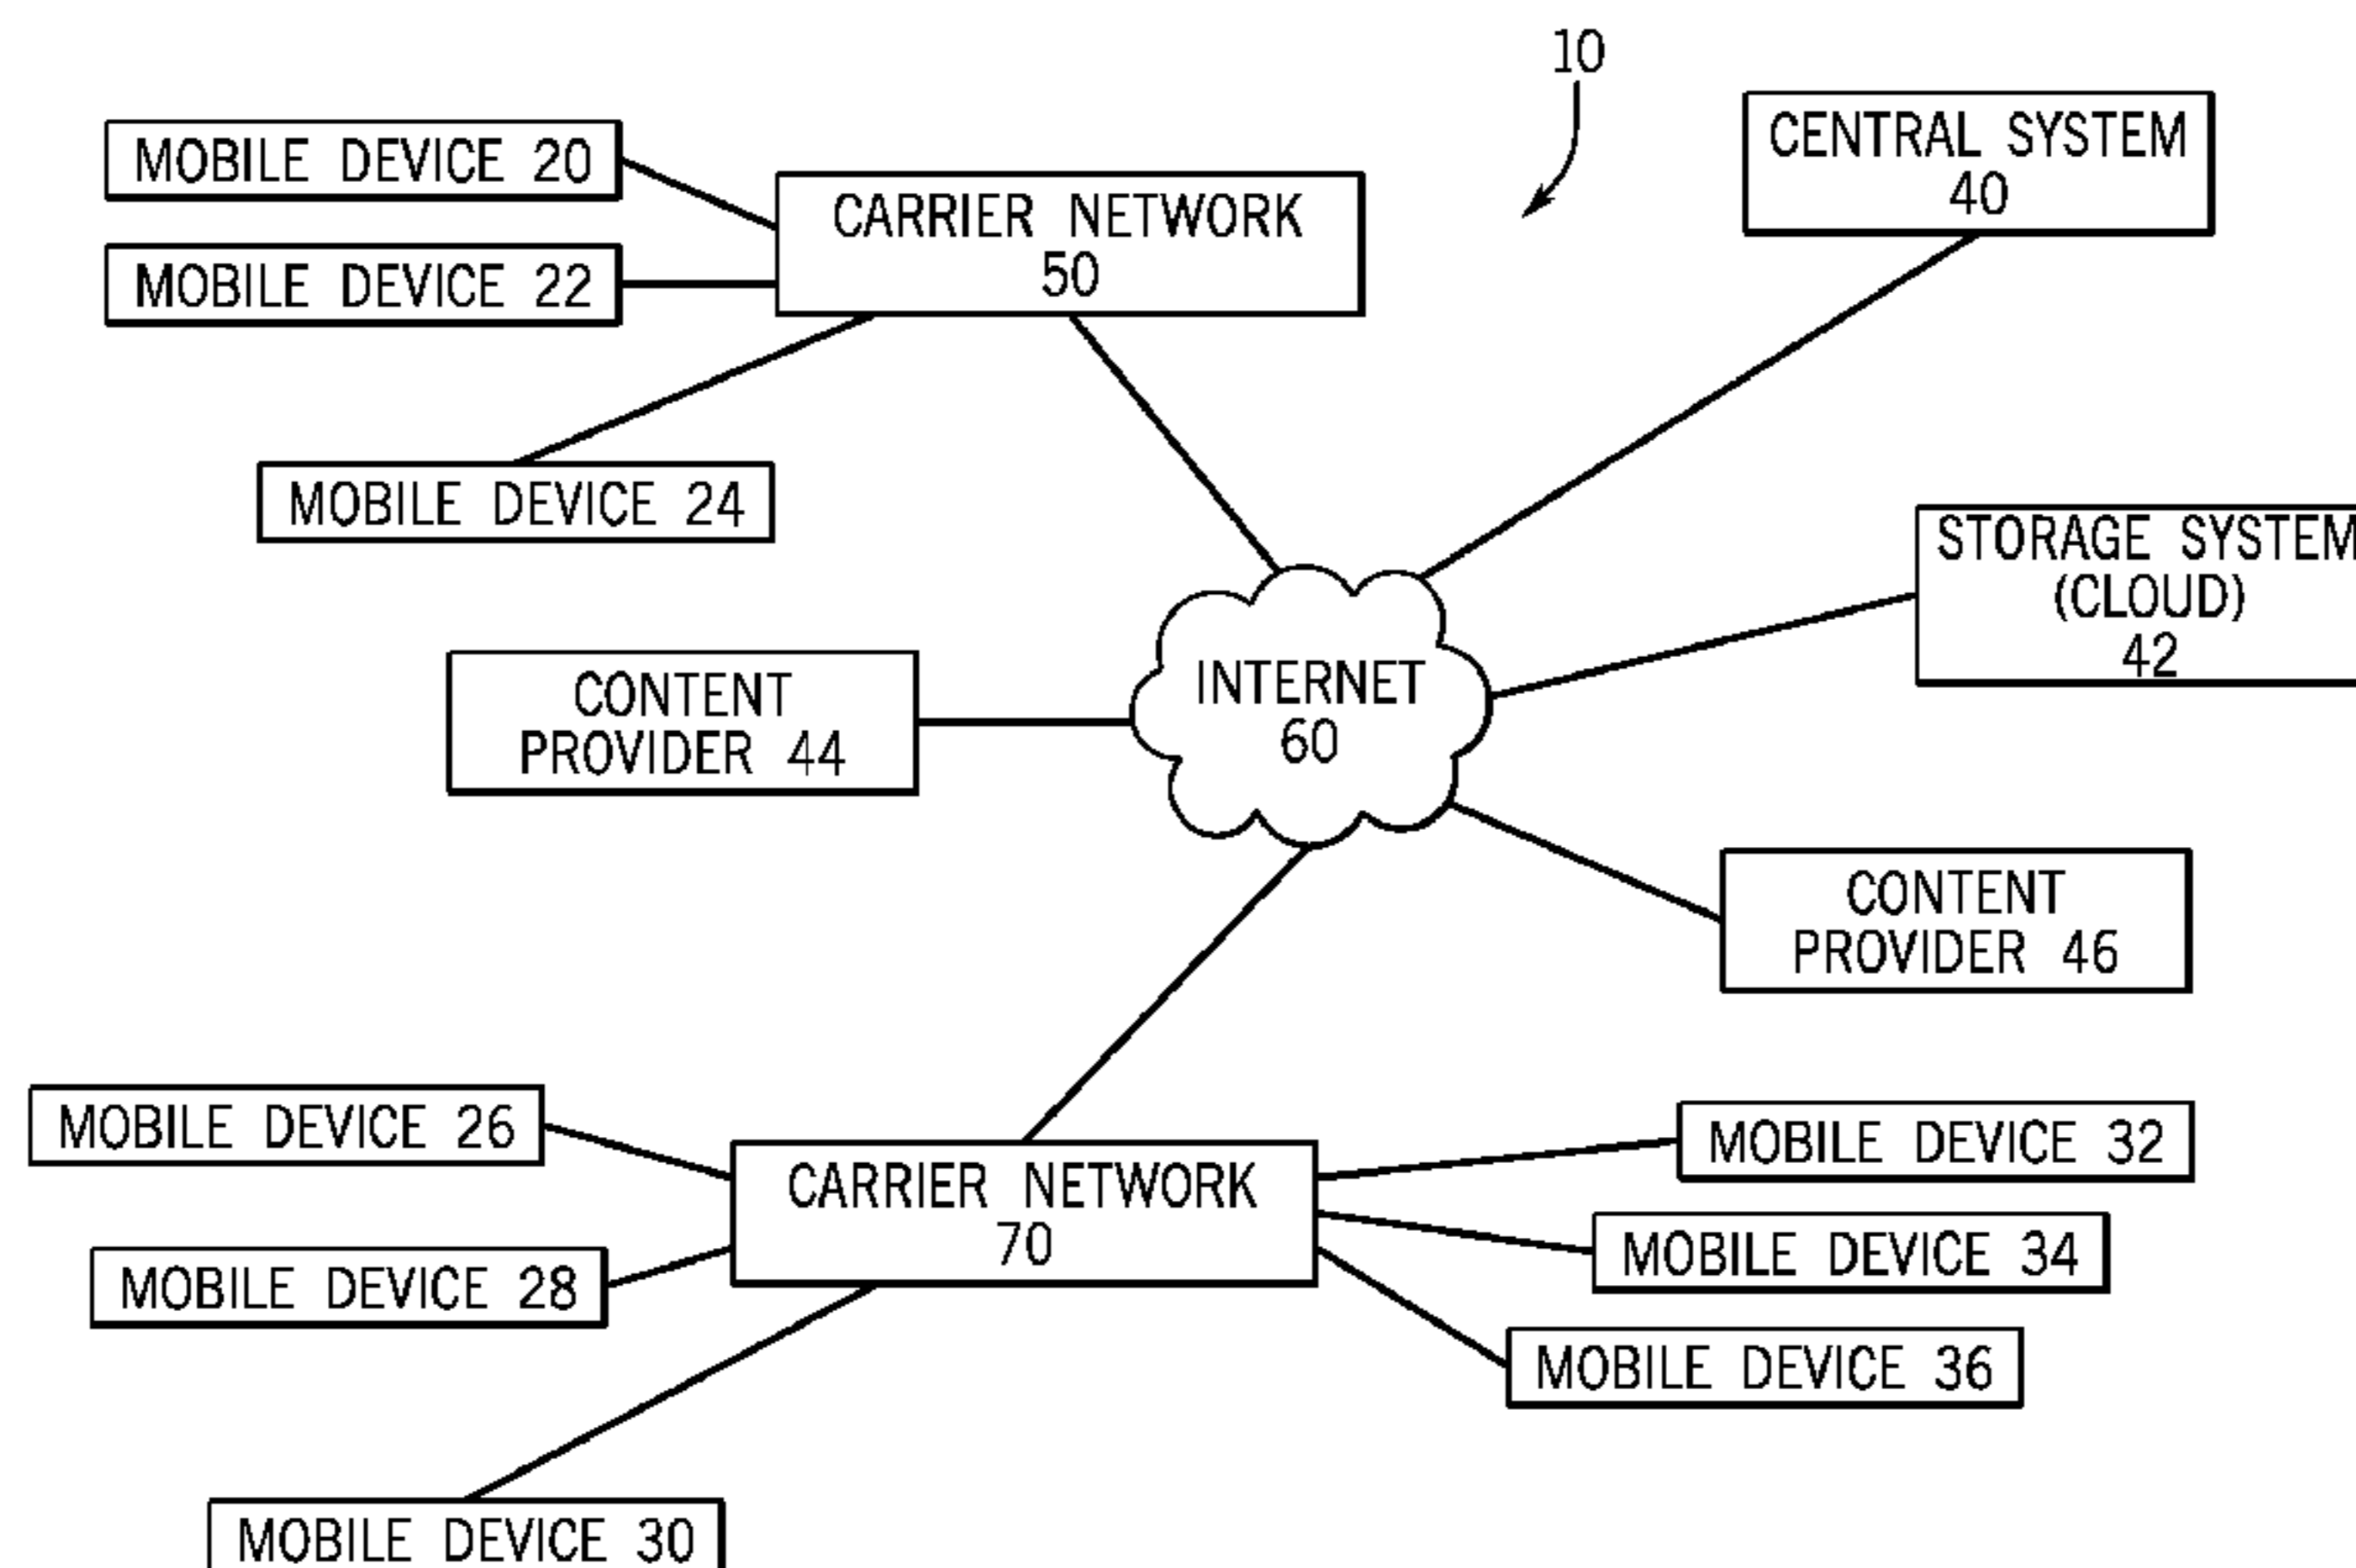 10
MOBILE DEVICE 20
CARRIER NETWORK
50
CENTRAL SYSTEM
40
MOBILE DEVICE 22
MOBILE DEVICE 24
STORAGE SYSTEM
(CLOUD)
42
CONTENT
PROVIDER 44
INTERNET
60
CONTENT
PROVIDER 46
MOBILE DEVICE 26
CARRIER NETWORK
70
MOBILE DEVICE 32
MOBILE DEVICE 28
MOBILE DEVICE 34
MOBILE DEVICE 36
MOBILE DEVICE 30